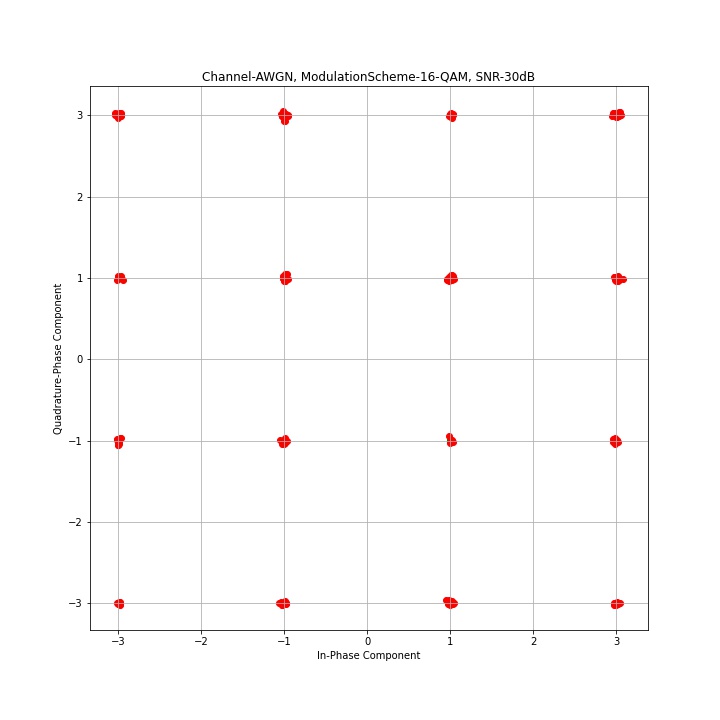 Channel-AWGN, ModulationScheme-16-QAM, SNR-30dB
3
2
1
0
−1
−2
−3
Quadrature-Phase Component
−3 −2 −1 0 1 2 3
In-Phase Component